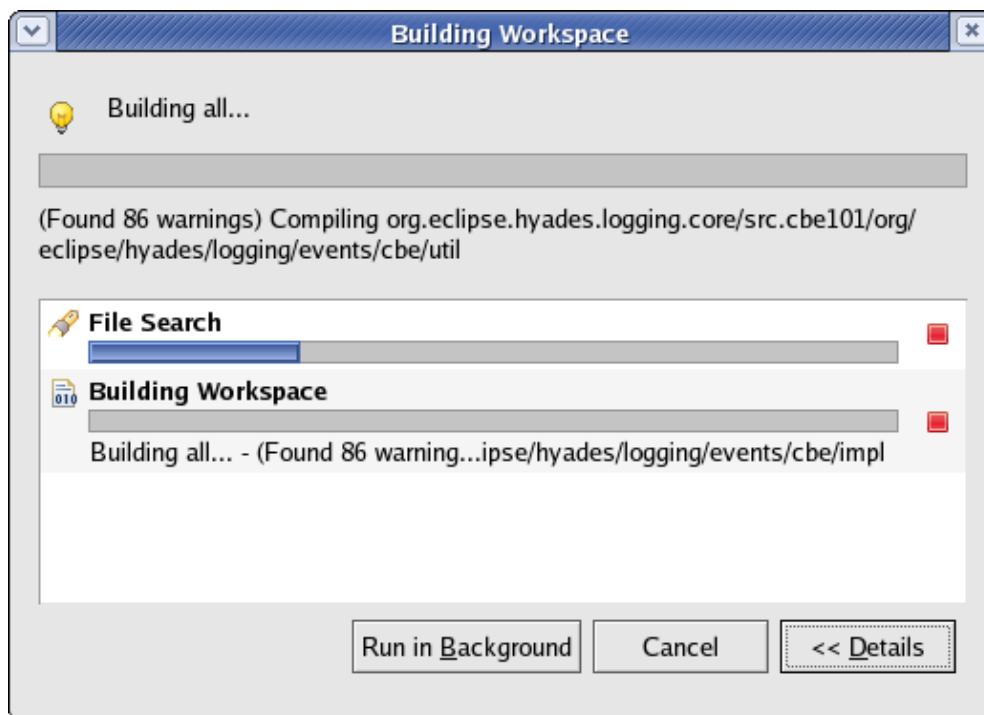 Building Workspace
Building all...
(Found 86 warnings) Compiling org.eclipse.hyades.logging.core/src.cbe101/org/
eclipse/hyades/logging/events/cbe/util
File Search
010
Building Workspace
Building all... - (Found 86 warning...ipse/hyades/logging/events/cbe/impl
Run in Background
Cancel
<< Details